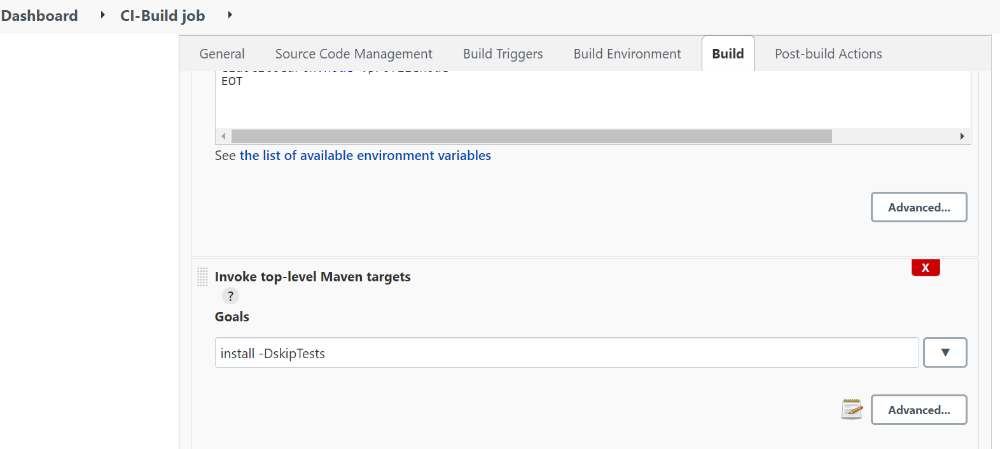 Dashboard CI-Build job
General Source Code Management Build Triggers Build Environment Build Post-build Actions
EOT
See the list of available environment variables
Advanced...
X
Invoke top-level Maven targets
?
Goals
install -DskipTests
Advanced...